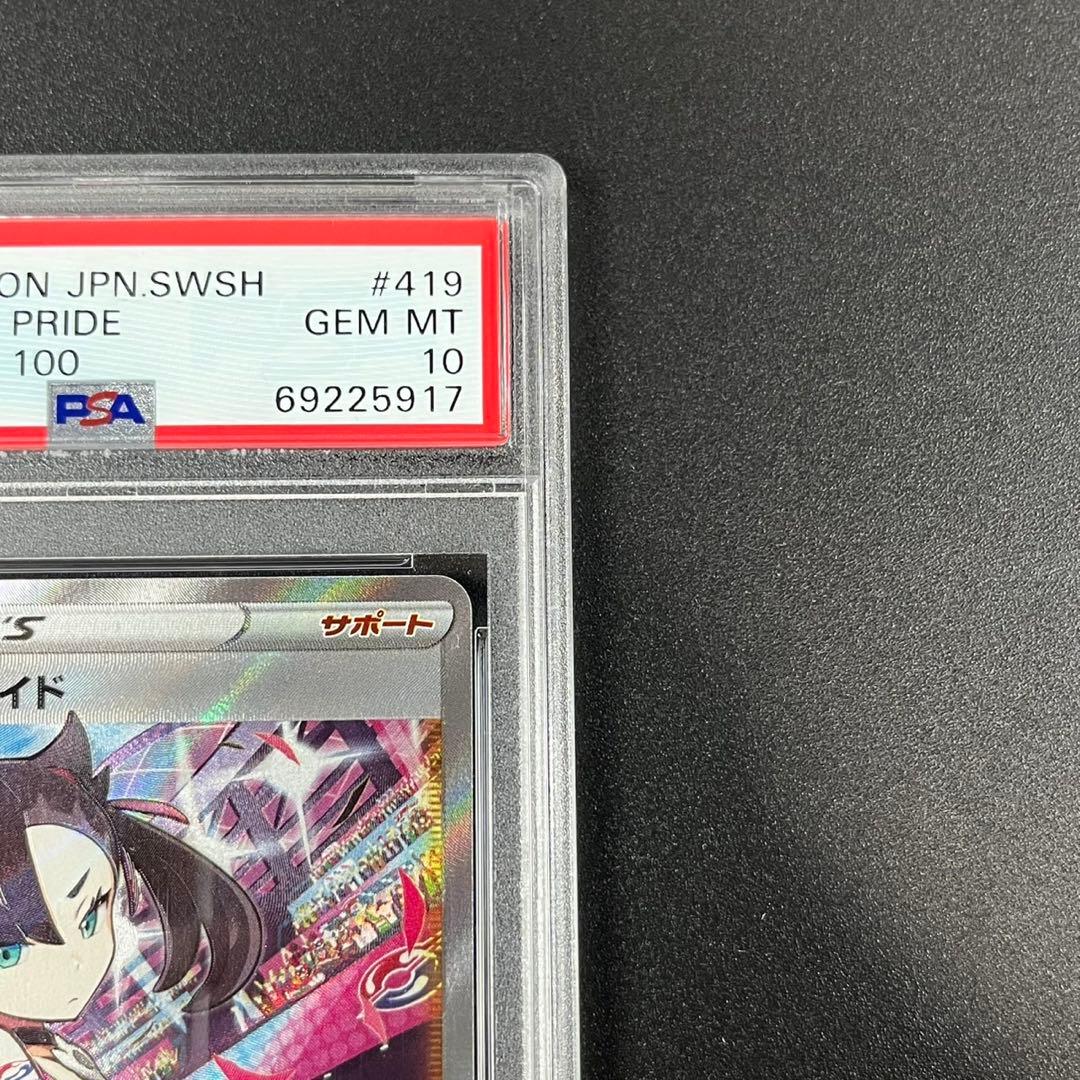 ON JPN.SWSH #419
PRIDE GEM MT
100 10
PSA 69225917
'S サポート
イド